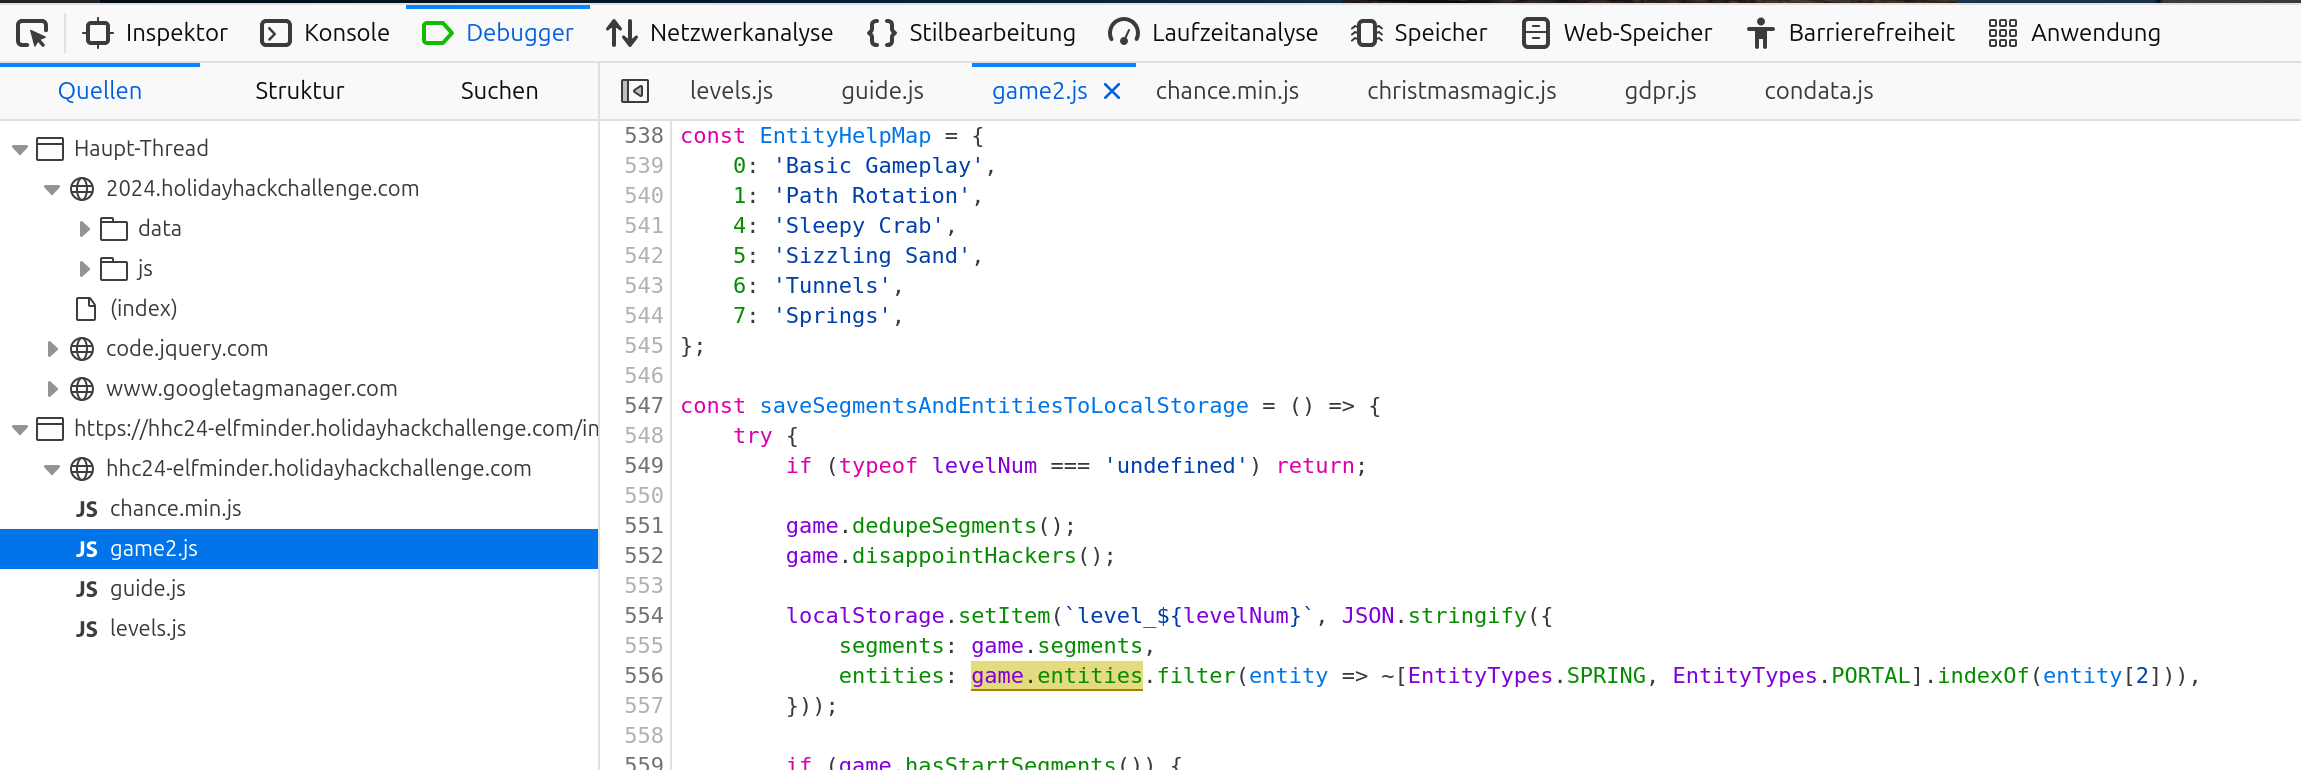 Inspektor Konsole Debugger Netzwerkanalyse {} Stilbearbeitung Laufzeitanalyse Speicher Web-Speicher Barrierefreiheit Anwendung
Quellen Struktur Suchen
levels.js guide.js game2.js chance.min.js christmasmagic.js gdpr.js condata.js
Haupt-Thread
2024.holidayhackchallenge.com
data
js
(index)
code.jquery.com
www.googletagmanager.com
https://hhc24-elfminder.holidayhackchallenge.com/in
hhc24-elfminder.holidayhackchallenge.com
JS chance.min.js
JS game2.js
JS guide.js
JS levels.js
538 const EntityHelpMap = {
539     0: 'Basic Gameplay',
540     1: 'Path Rotation',
541     4: 'Sleepy Crab',
542     5: 'Sizzling Sand',
543     6: 'Tunnels',
544     7: 'Springs',
545 };
546
547 const saveSegmentsAndEntitiesToLocalStorage = () => {
548     try {
549         if (typeof levelNum === 'undefined') return;
550
551         game.dedupeSegments();
552         game.disappointHackers();
553
554         localStorage.setItem(`level_${levelNum}`, JSON.stringify({
555             segments: game.segments,
556             entities: game.entities.filter(entity => ~[EntityTypes.SPRING, EntityTypes.PORTAL].indexOf(entity[2])),
557         }));
558
559         if (game.hasStartSegments()) {